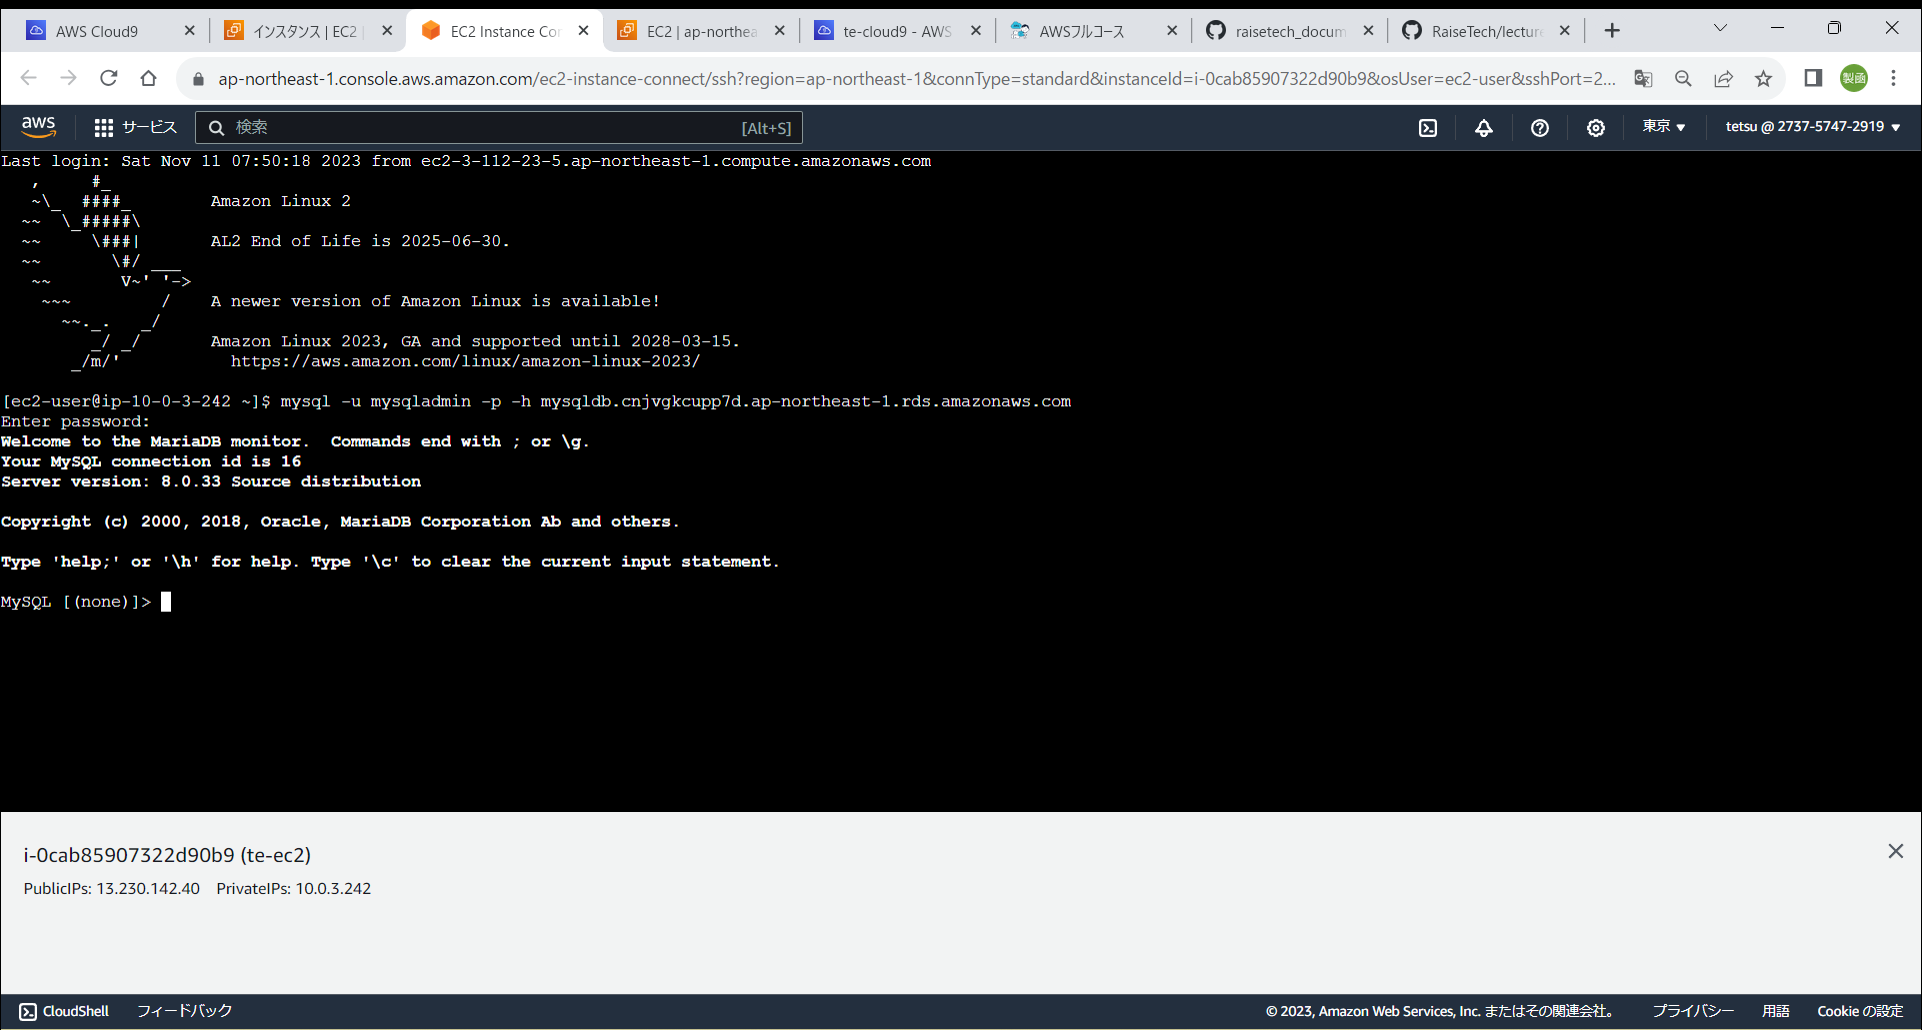 AWS Cloud9
インスタンス | EC2 |
EC2 Instance Con
EC2 | ap-northea
te-cloud9 - AWS
AWSフルコース
raisetech_docum
RaiseTech/lecture
ap-northeast-1.console.aws.amazon.com/ec2-instance-connect/ssh?region=ap-northeast-1&connType=standard&instanceId=i-0cab85907322d90b9&osUser=ec2-user&sshPort=2...
製函
aws
サービス
検索
[Alt+S]
東京
tetsu @ 2737-5747-2919
Last login: Sat Nov 11 07:50:18 2023 from ec2-3-112-23-5.ap-northeast-1.compute.amazonaws.com
   ,     #_
   ~\_  ####_        Amazon Linux 2
  ~~  \_#####\
  ~~     \###|       AL2 End of Life is 2025-06-30.
  ~~       \#/ ___
   ~~       V~' '->
    ~~~         /    A newer version of Amazon Linux is available!
      ~~._.   _/
         _/ _/       Amazon Linux 2023, GA and supported until 2028-03-15.
       _/m/'           https://aws.amazon.com/linux/amazon-linux-2023/
[ec2-user@ip-10-0-3-242 ~]$ mysql -u mysqladmin -p -h mysqldb.cnjvgkcupp7d.ap-northeast-1.rds.amazonaws.com
Enter password:
Welcome to the MariaDB monitor.  Commands end with ; or \g.
Your MySQL connection id is 16
Server version: 8.0.33 Source distribution
Copyright (c) 2000, 2018, Oracle, MariaDB Corporation Ab and others.
Type 'help;' or '\h' for help. Type '\c' to clear the current input statement.
MySQL [(none)]>
i-0cab85907322d90b9 (te-ec2)
PublicIPs: 13.230.142.40    PrivateIPs: 10.0.3.242
CloudShell
フィードバック
© 2023, Amazon Web Services, Inc. またはその関連会社。
プライバシー
用語
Cookie の設定